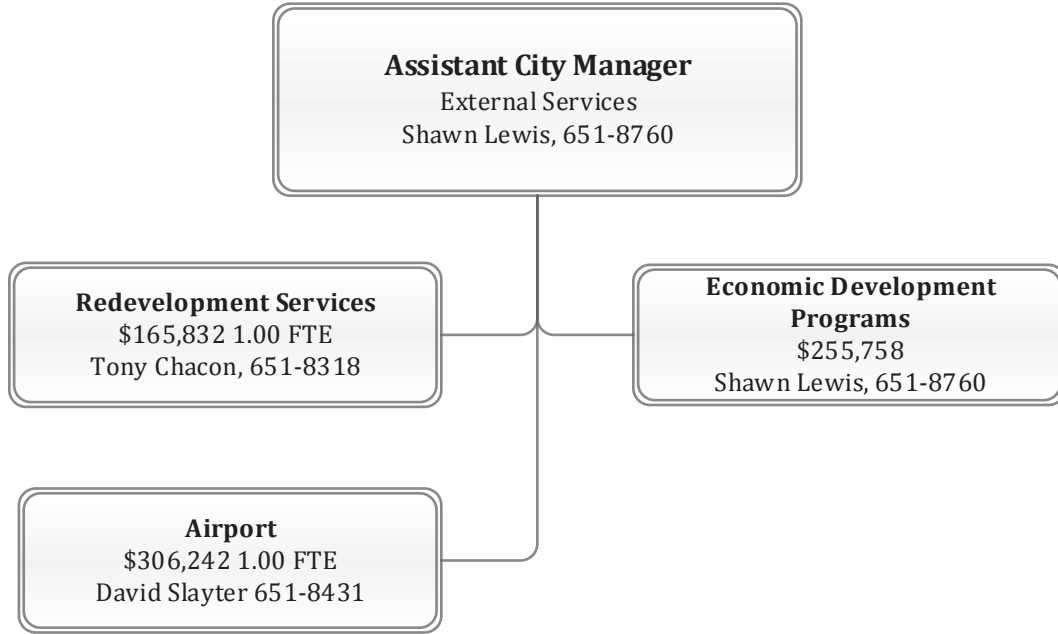 Assistant City Manager
External Services
Shawn Lewis, 651-8760
Redevelopment Services
$165,832 1.00 FTE
Tony Chacon, 651-8318
Economic Development
Programs
$255,758
Shawn Lewis, 651-8760
Airport
$306,242 1.00 FTE
David Slayter 651-8431